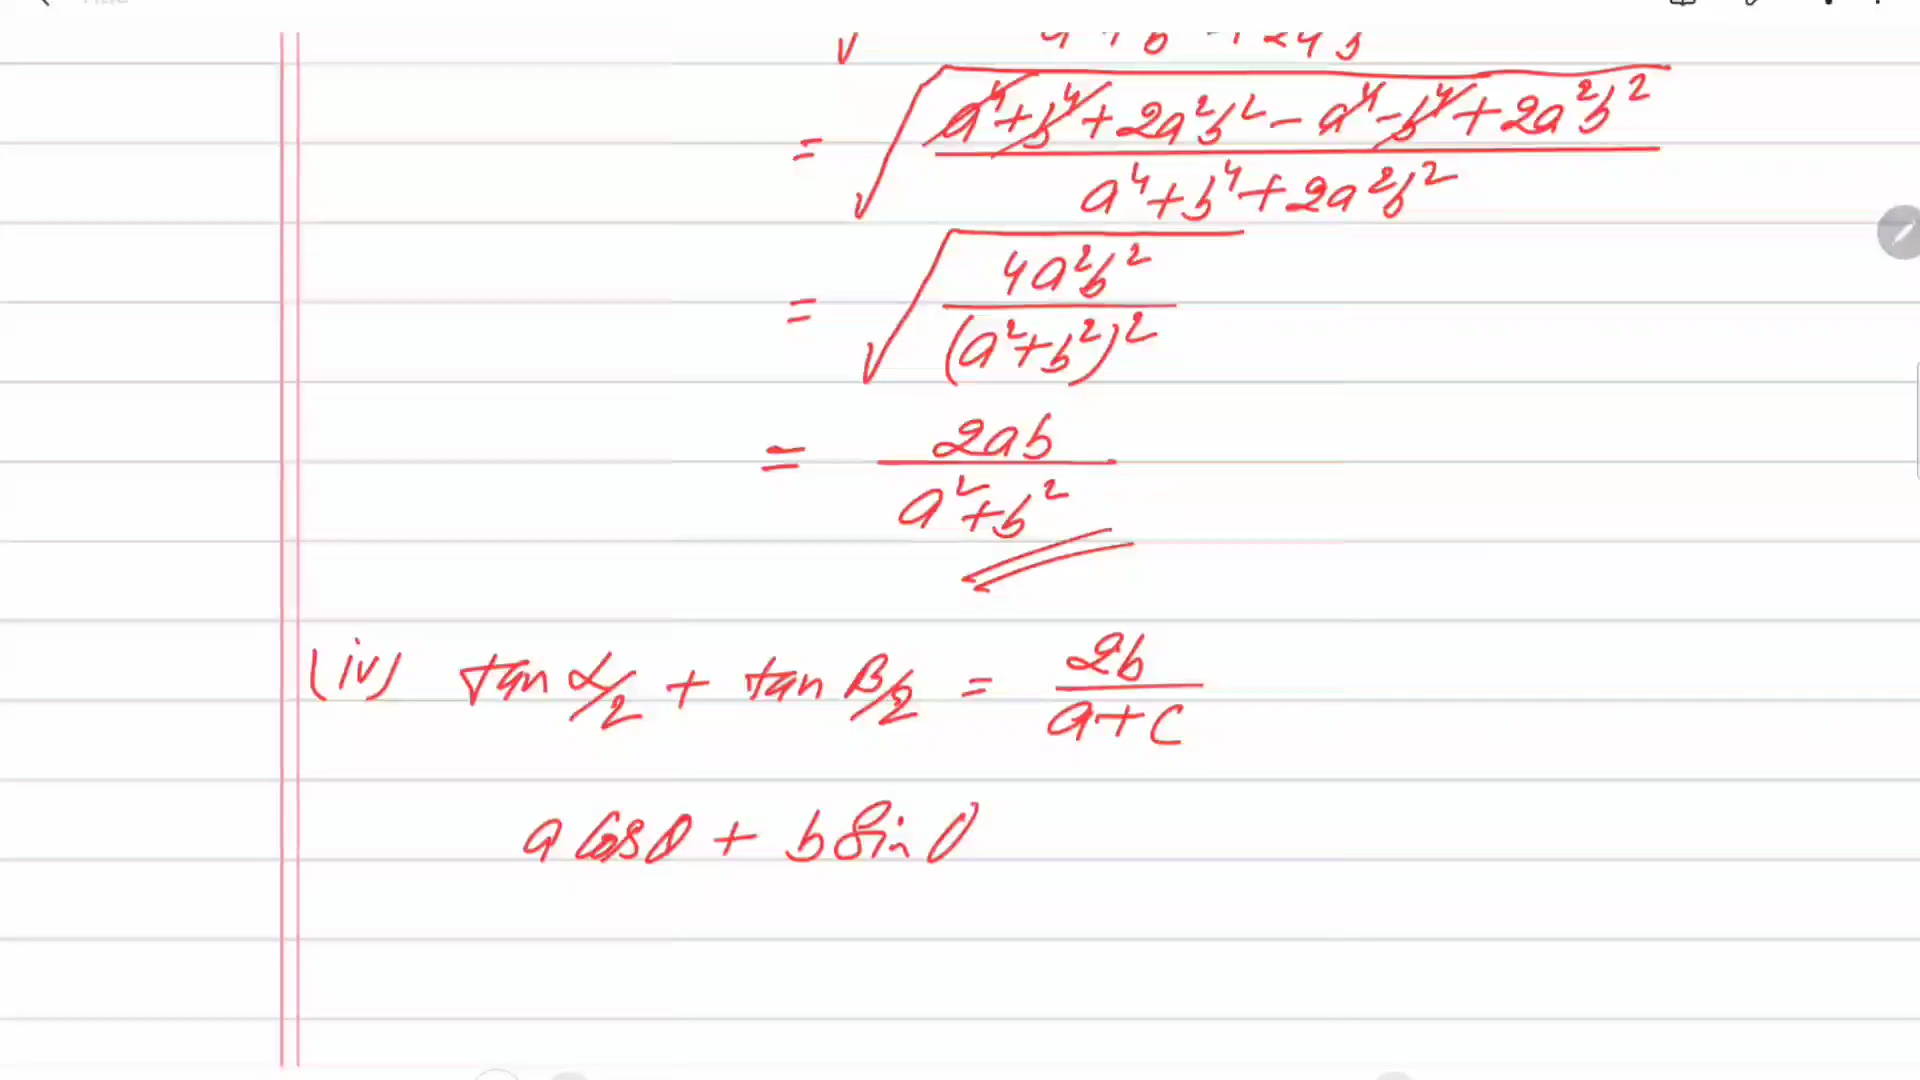 = √((a⁴+b⁴+2a²b²-a⁴-b⁴+2a²b²)/(a⁴+b⁴+2a²b²))
= √(4a²b²/(a²+b²)²)
= 2ab/(a²+b²)
(iv) tan α/2 + tan β/2 = 2b/(a+c)
a cosθ + b sinθ